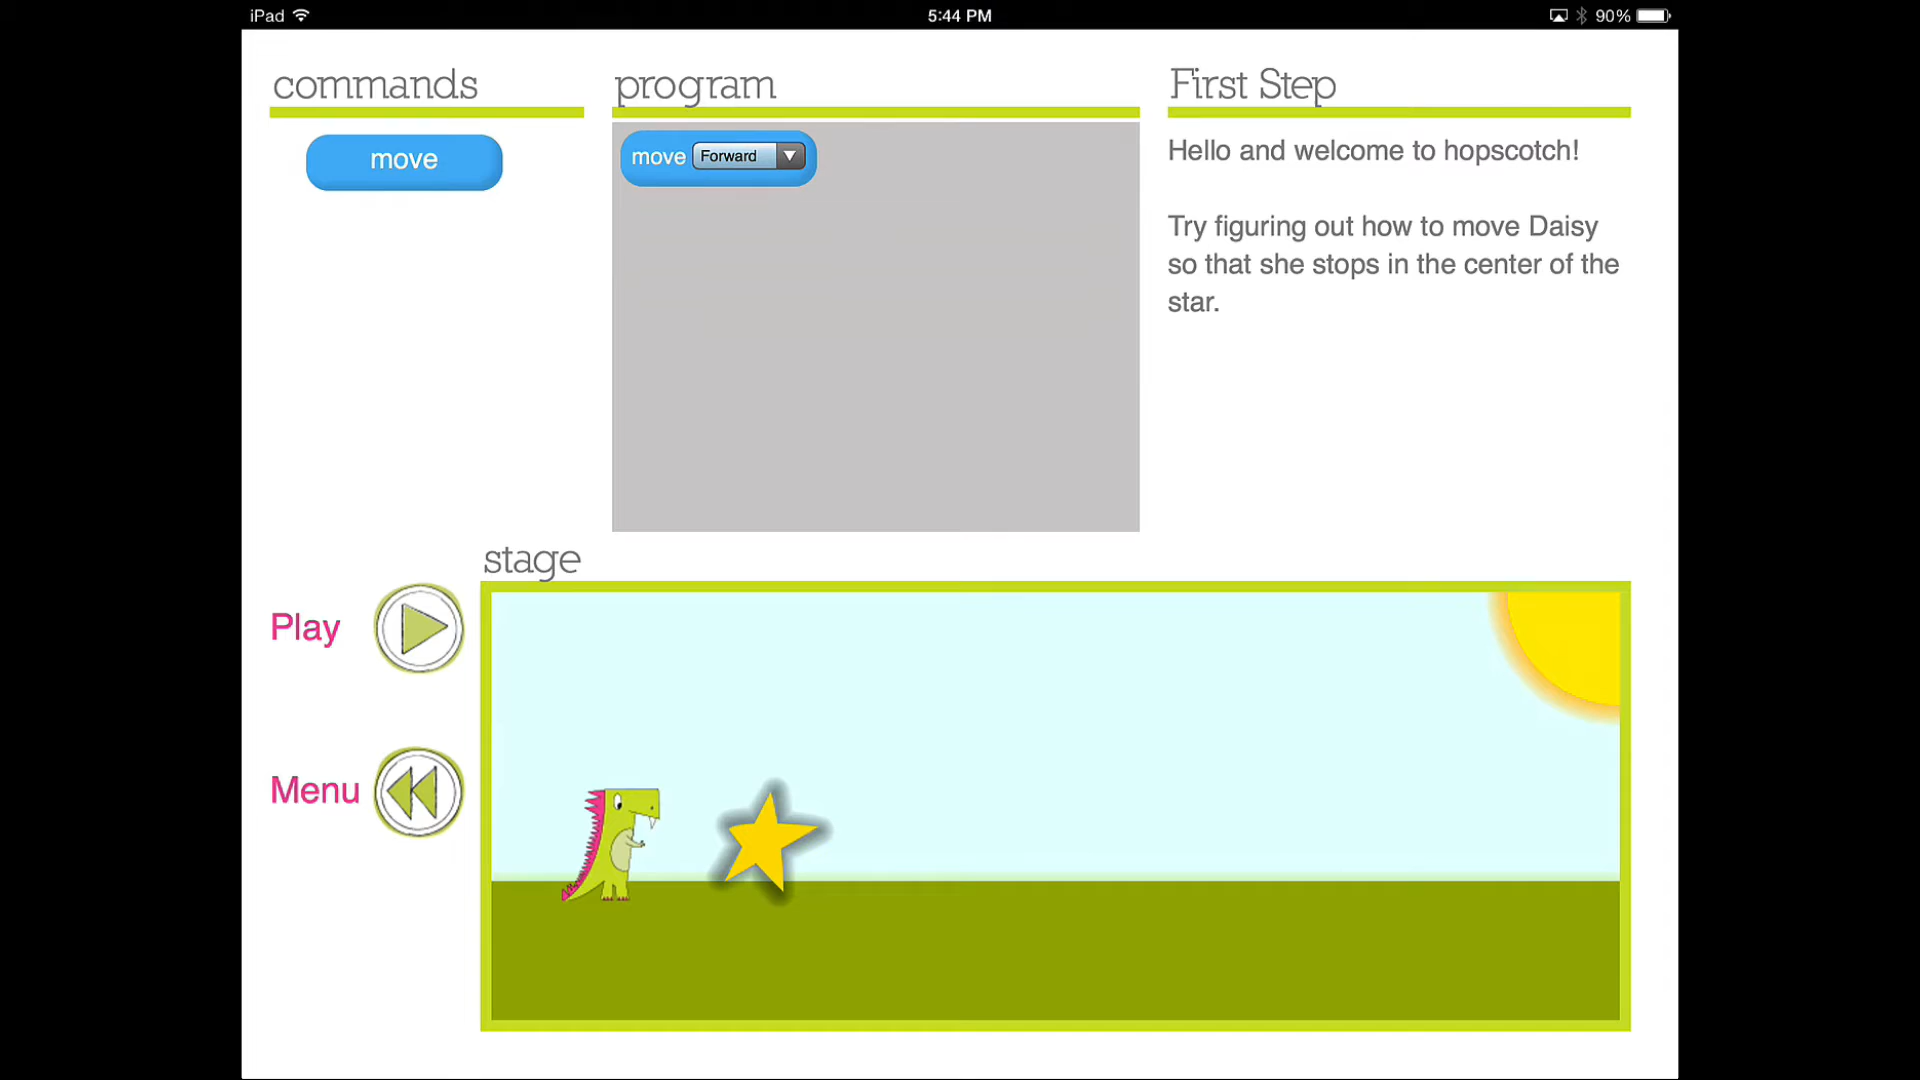 iPad
5:44 PM
90%
commands
program
First Step
move
move Forward
Hello and welcome to hopscotch!
Try figuring out how to move Daisy
so that she stops in the center of the
star.
stage
Play
Menu